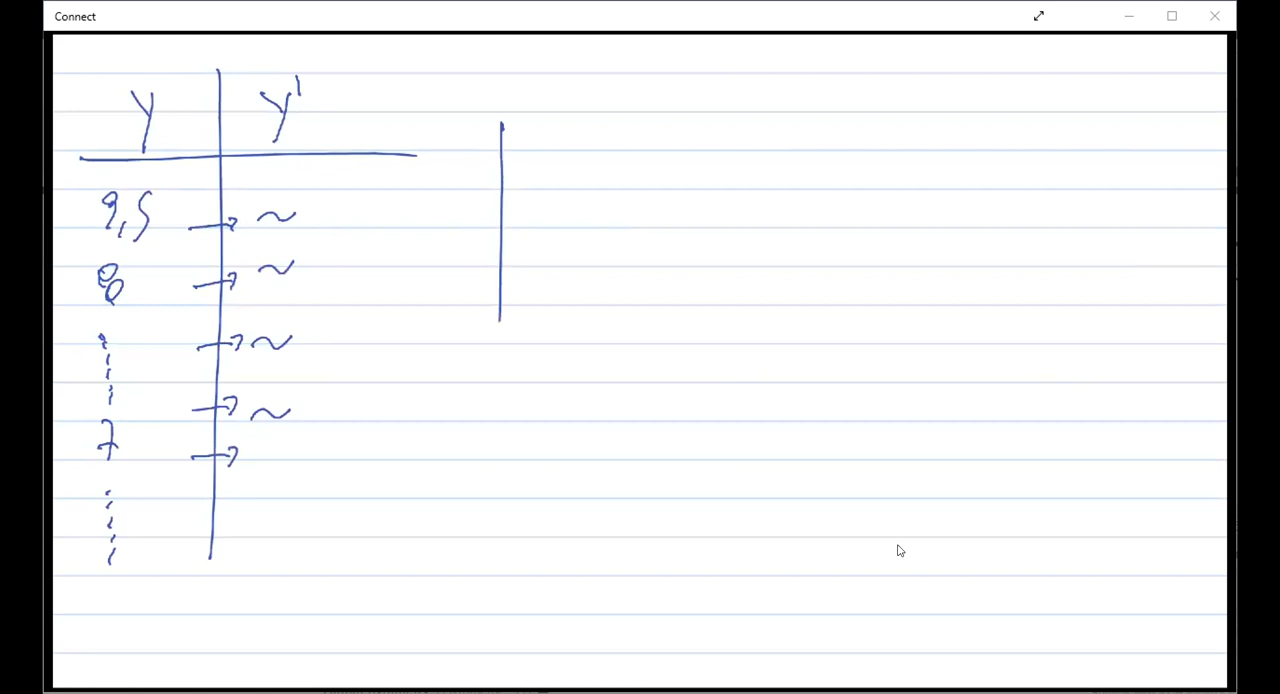 Connect
y y'
9,5 → ~
8 → ~
→ ~
→ ~
7 →